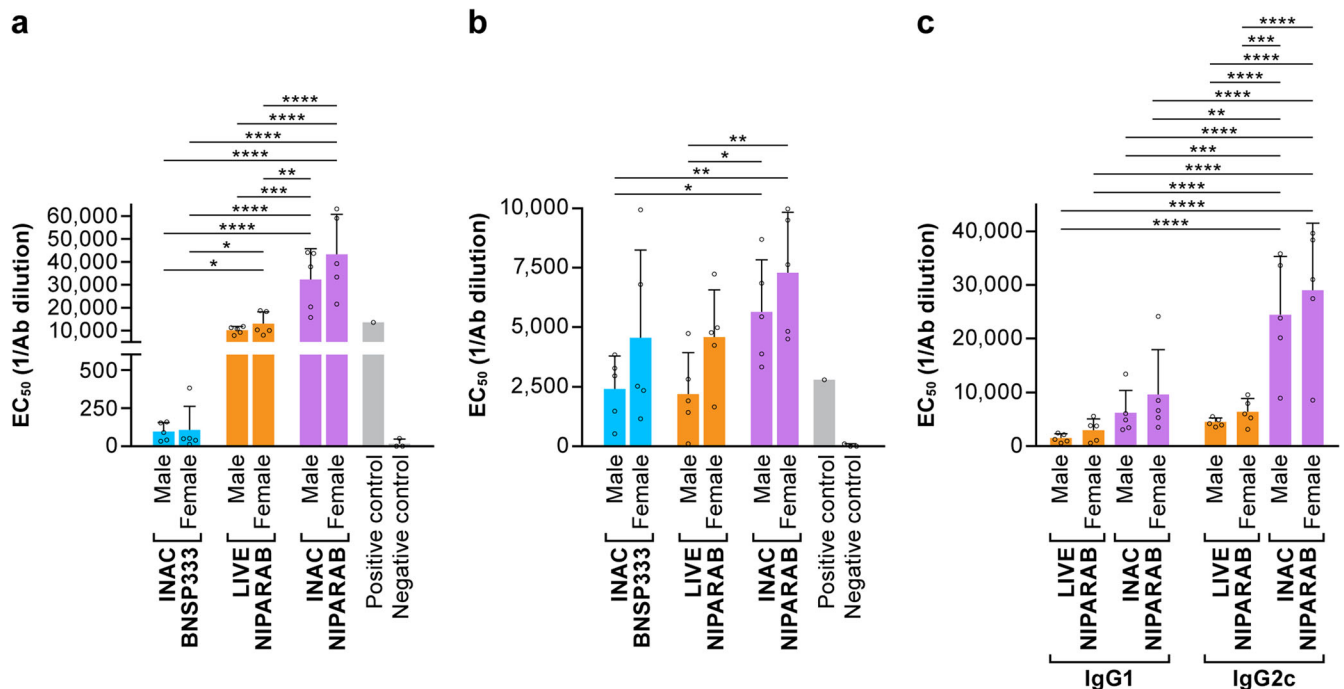 a
****
****
****
****
**
***
****
****
*
*
EC50 (1/Ab dilution)
60,000
50,000
40,000
30,000
20,000
10,000
500
250
0
Male
Female
Male
Female
Male
Female
Positive control
Negative control
INAC
BNSP333
LIVE
NIPARAB
INAC
NIPARAB
b
**
*
**
*
EC50 (1/Ab dilution)
10,000
7,500
5,000
2,500
0
Male
Female
Male
Female
Male
Female
Positive control
Negative control
INAC
BNSP333
LIVE
NIPARAB
INAC
NIPARAB
c
****
***
****
****
****
**
****
***
****
****
****
****
EC50 (1/Ab dilution)
40,000
30,000
20,000
10,000
0
Male
Female
Male
Female
Male
Female
Male
Female
LIVE
NIPARAB
INAC
NIPARAB
LIVE
NIPARAB
INAC
NIPARAB
IgG1
IgG2c